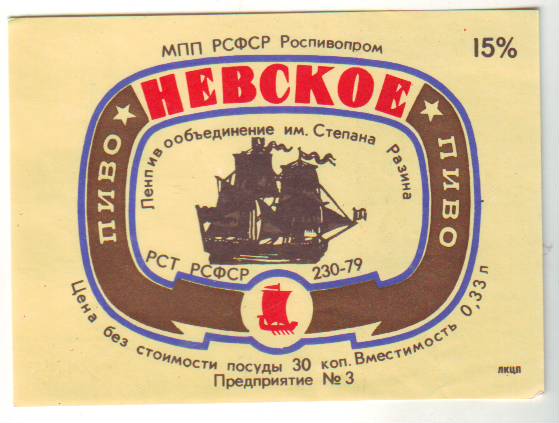 МПП РСФСР Роспивопром
15%
НЕВСКОЕ
ПИВО
ПИВО
Ленпивообъединение им. Степана Разина
РСТ РСФСР 230-79
Цена без стоимости посуды 30 коп. Вместимость 0,33 л
Предприятие № 3
ЛКЦП